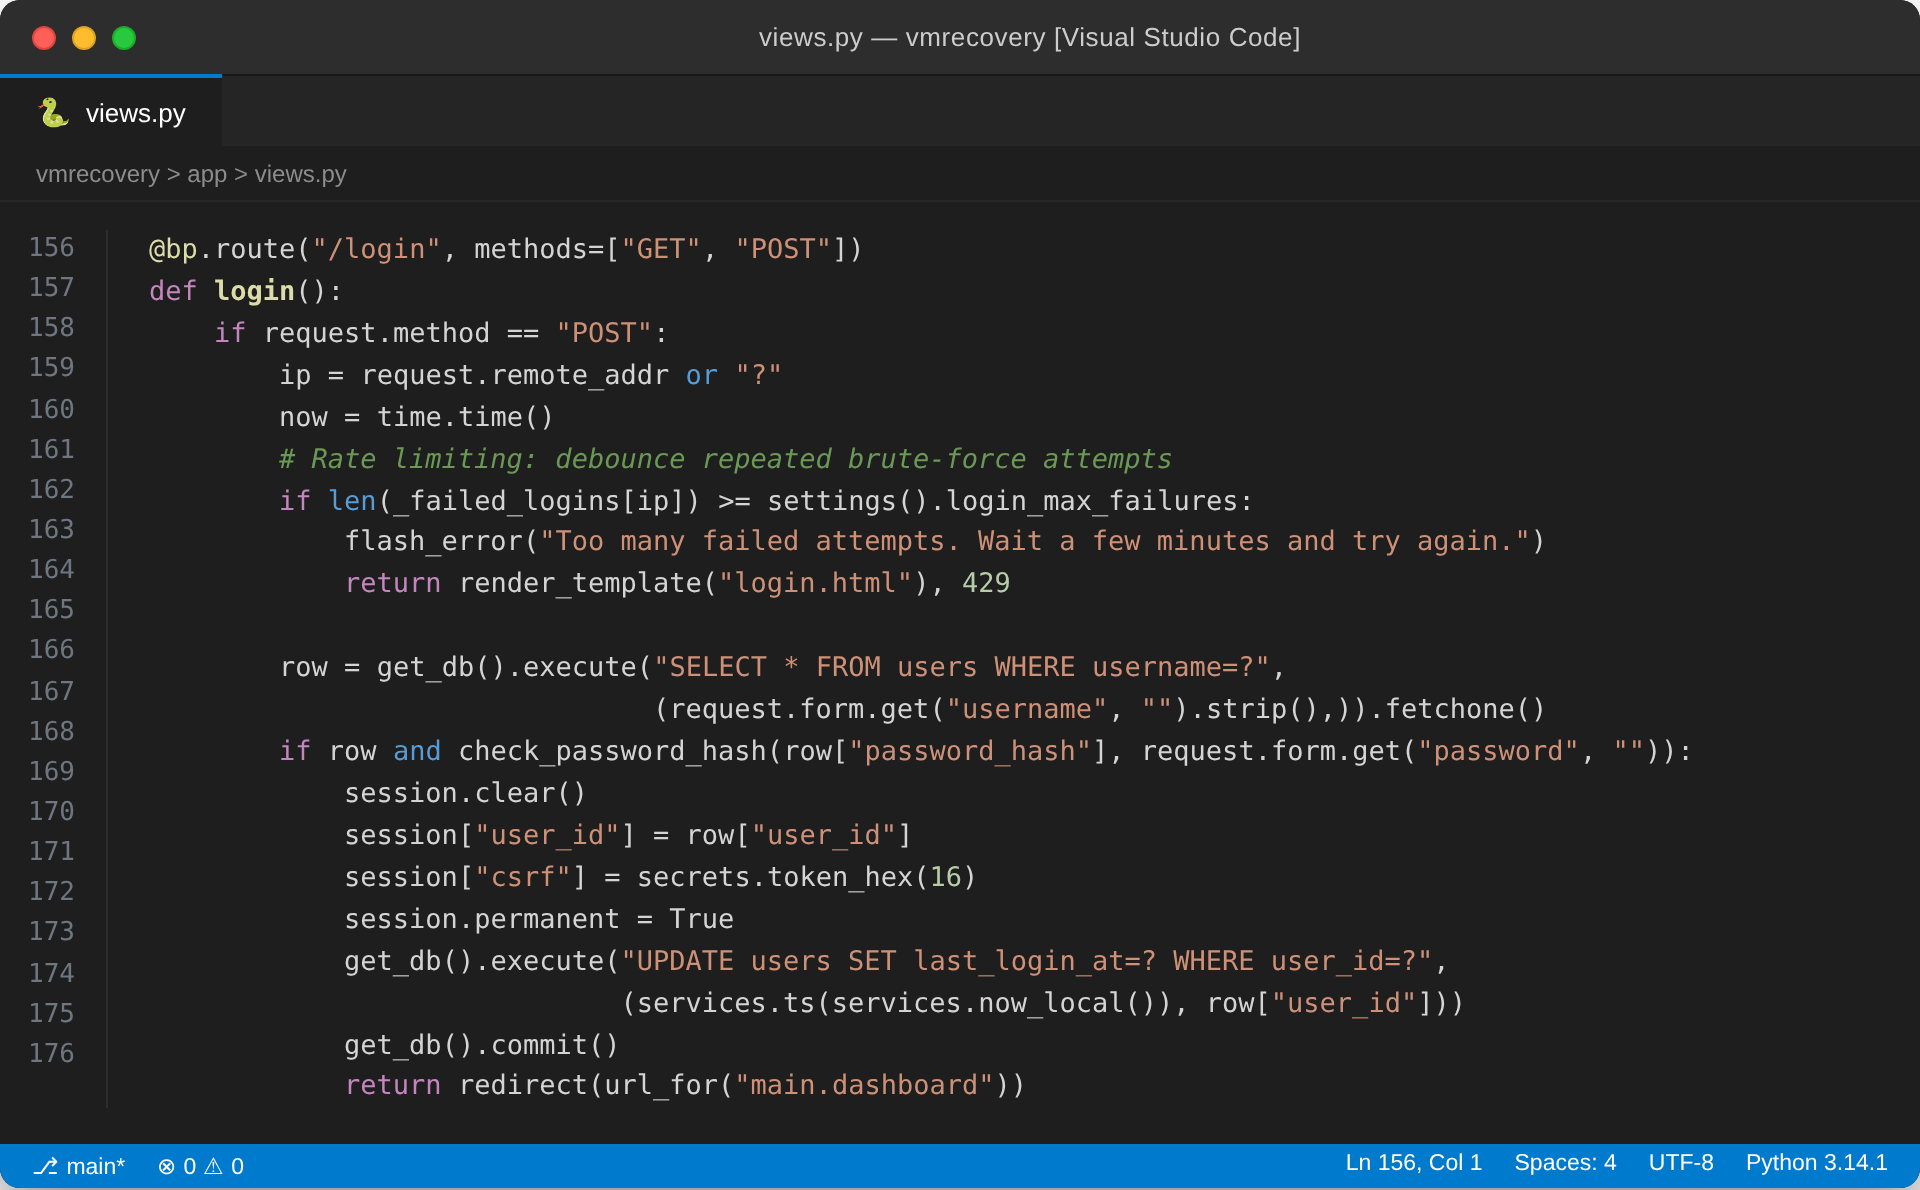 views.py — vmrecovery [Visual Studio Code]
views.py
vmrecovery > app > views.py
156 @bp.route("/login", methods=["GET", "POST"])
157 def login():
158     if request.method == "POST":
159         ip = request.remote_addr or "?"
160         now = time.time()
161         # Rate limiting: debounce repeated brute-force attempts
162         if len(_failed_logins[ip]) >= settings().login_max_failures:
163             flash_error("Too many failed attempts. Wait a few minutes and try again.")
164             return render_template("login.html"), 429
165
166         row = get_db().execute("SELECT * FROM users WHERE username=?",
167                                (request.form.get("username", "").strip(),)).fetchone()
168         if row and check_password_hash(row["password_hash"], request.form.get("password", "")):
169             session.clear()
170             session["user_id"] = row["user_id"]
171             session["csrf"] = secrets.token_hex(16)
172             session.permanent = True
173             get_db().execute("UPDATE users SET last_login_at=? WHERE user_id=?",
174                              (services.ts(services.now_local()), row["user_id"]))
175             get_db().commit()
176             return redirect(url_for("main.dashboard"))
⎇ main* ⊗ 0 ⚠ 0 Ln 156, Col 1 Spaces: 4 UTF-8 Python 3.14.1